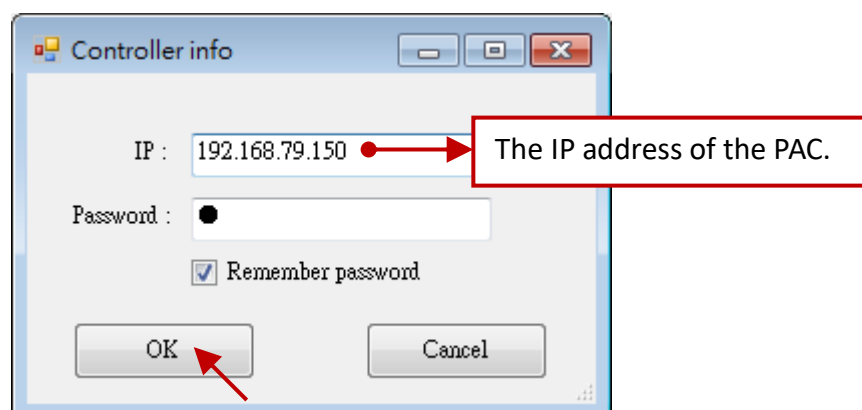 Controller info
IP : 192.168.79.150
The IP address of the PAC.
Password : ●
Remember password
OK Cancel